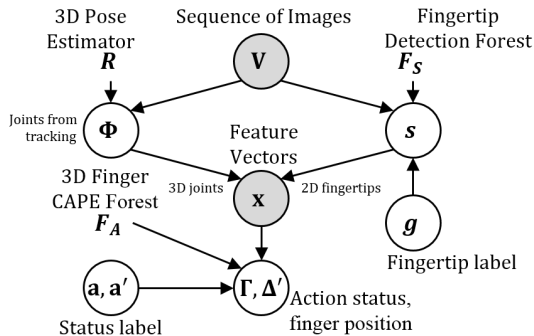 3D Pose
Estimator
R
Sequence of Images
V
Fingertip
Detection Forest
F_S
Joints from
tracking
Φ
s
Feature
Vectors
3D joints
2D fingertips
x
3D Finger
CAPE Forest
F_A
g
Fingertip label
a, a′
Status label
Γ, Δ′
Action status,
finger position